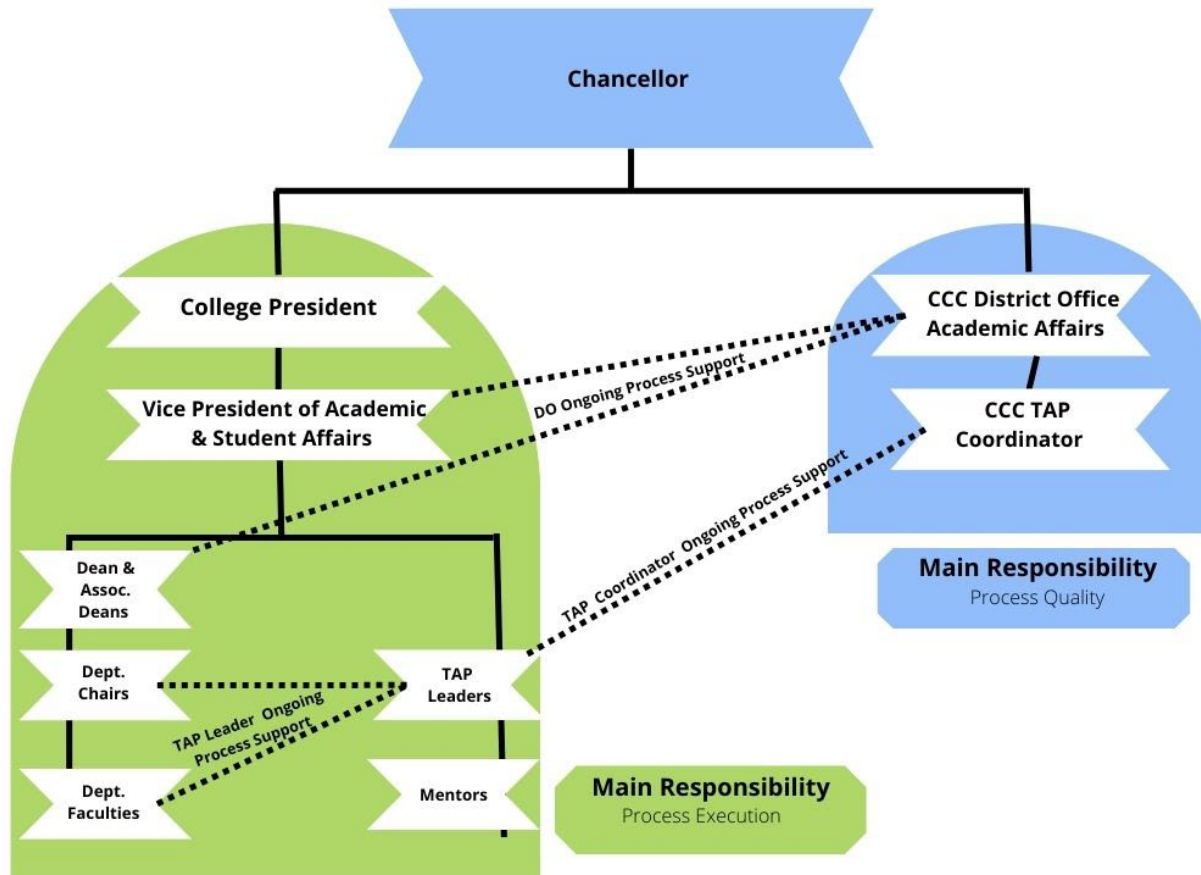 Chancellor
College President
CCC District Office
Academic Affairs
Vice President of Academic
& Student Affairs
CCC TAP
Coordinator
DO Ongoing Process Support
TAP Coordinator Ongoing Process Support
Dean &
Assoc.
Deans
Main Responsibility
Process Quality
Dept.
Chairs
TAP
Leaders
TAP Leader Ongoing
Process Support
Dept.
Faculties
Mentors
Main Responsibility
Process Execution